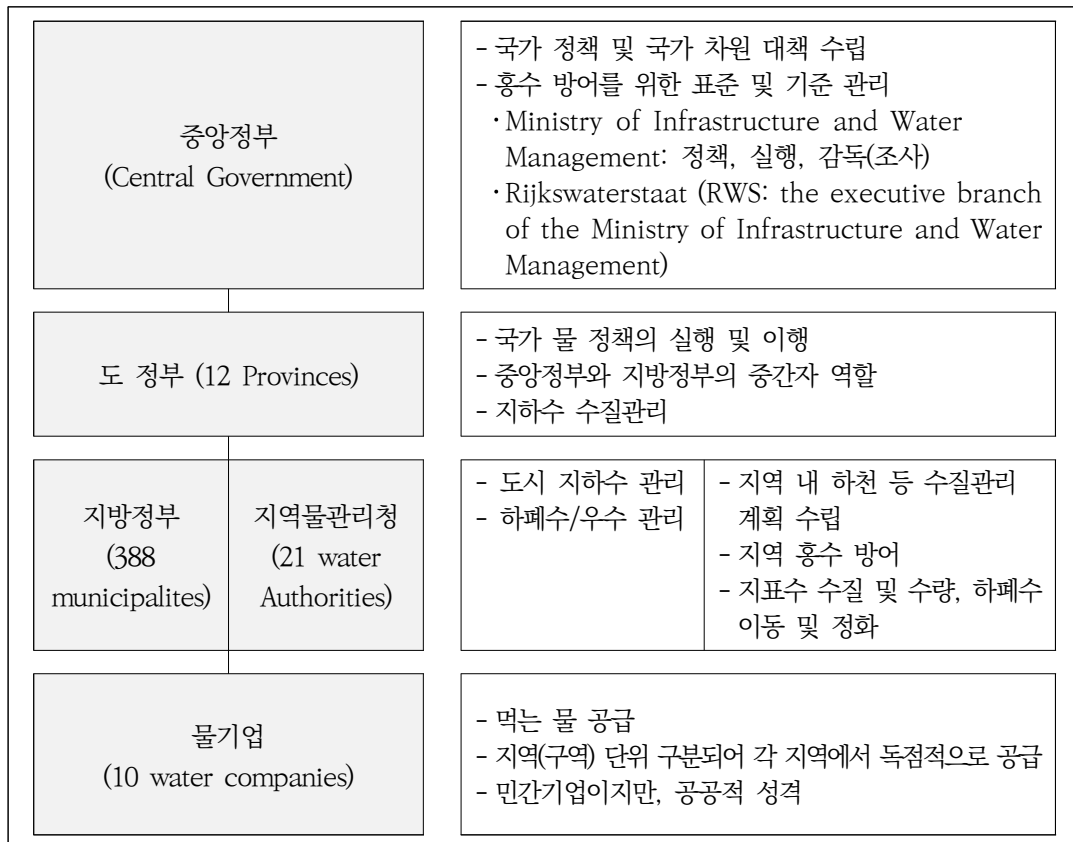 중앙정부
(Central Government)
- 국가 정책 및 국가 차원 대책 수립
- 홍수 방어를 위한 표준 및 기준 관리
·Ministry of Infrastructure and Water
Management: 정책, 실행, 감독(조사)
·Rijkswaterstaat (RWS: the executive branch
of the Ministry of Infrastructure and Water
Management)
도 정부 (12 Provinces)
- 국가 물 정책의 실행 및 이행
- 중앙정부와 지방정부의 중간자 역할
- 지하수 수질관리
지방정부
(388
municipalites)
지역물관리청
(21 water
Authorities)
- 도시 지하수 관리
- 하폐수/우수 관리
- 지역 내 하천 등 수질관리
계획 수립
- 지역 홍수 방어
- 지표수 수질 및 수량, 하폐수
이동 및 정화
물기업
(10 water companies)
- 먹는 물 공급
- 지역(구역) 단위 구분되어 각 지역에서 독점적으로 공급
- 민간기업이지만, 공공적 성격